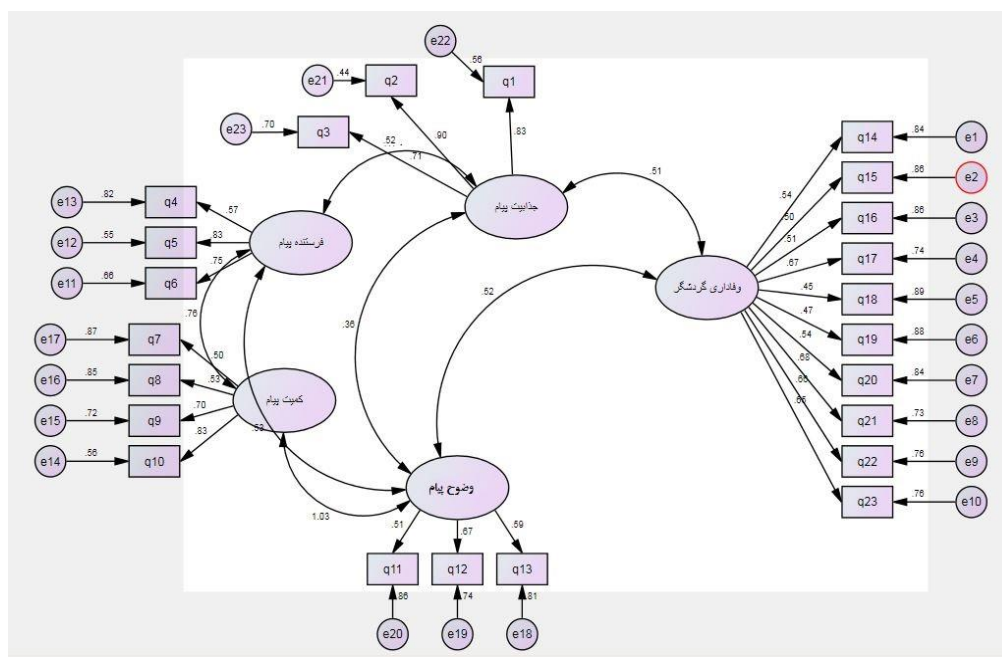 e22
.56
q1
e21 .44 q2
e23 .70 q3
.90
.83
.52
.71
جذابیت پیام
.51
e13 .82 q4
e12 .55 q5
e11 .66 q6
.57
.83
.75
فرستنده پیام
.76
e17 .87 q7
e16 .85 q8
e15 .72 q9
e14 .56 q10
.50
.53
.70
.83
کمیت پیام
.53
.36
.52
1.03
وضوح پیام
.51
.67
.59
q11
q12
q13
.86
.74
.81
e20
e19
e18
وفاداری گردشگر
.54
.50
.51
.67
.45
.47
.54
.68
.66
.65
q14 .84 e1
q15 .86 e2
q16 .86 e3
q17 .74 e4
q18 .89 e5
q19 .88 e6
q20 .84 e7
q21 .73 e8
q22 .76 e9
q23 .76 e10